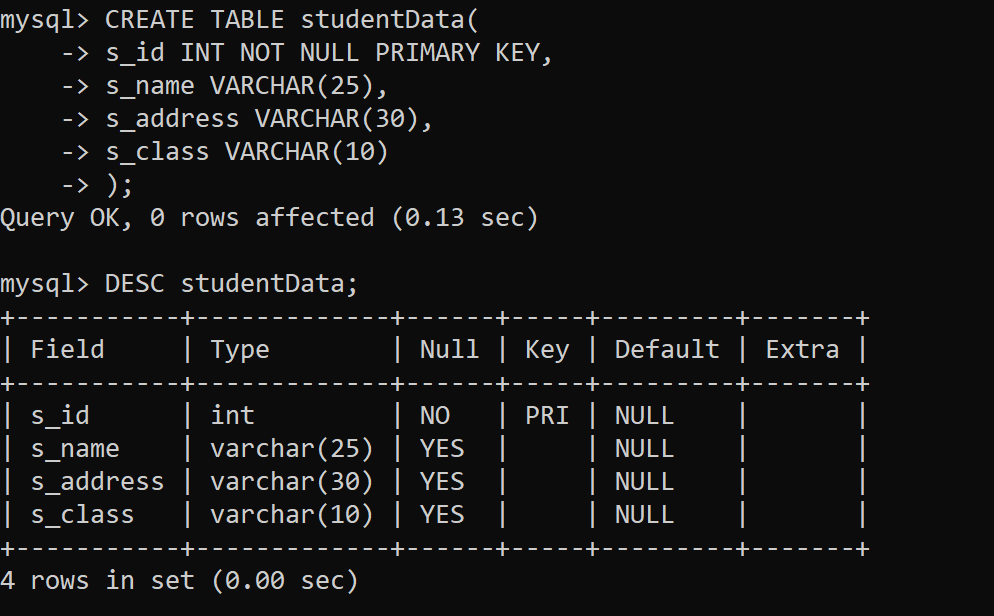 mysql> CREATE TABLE studentData(
    -> s_id INT NOT NULL PRIMARY KEY,
    -> s_name VARCHAR(25),
    -> s_address VARCHAR(30),
    -> s_class VARCHAR(10)
    -> );
Query OK, 0 rows affected (0.13 sec)

mysql> DESC studentData;
+-----------+-------------+------+-----+---------+-------+
| Field     | Type        | Null | Key | Default | Extra |
+-----------+-------------+------+-----+---------+-------+
| s_id      | int         | NO   | PRI | NULL    |       |
| s_name    | varchar(25) | YES  |     | NULL    |       |
| s_address | varchar(30) | YES  |     | NULL    |       |
| s_class   | varchar(10) | YES  |     | NULL    |       |
+-----------+-------------+------+-----+---------+-------+
4 rows in set (0.00 sec)